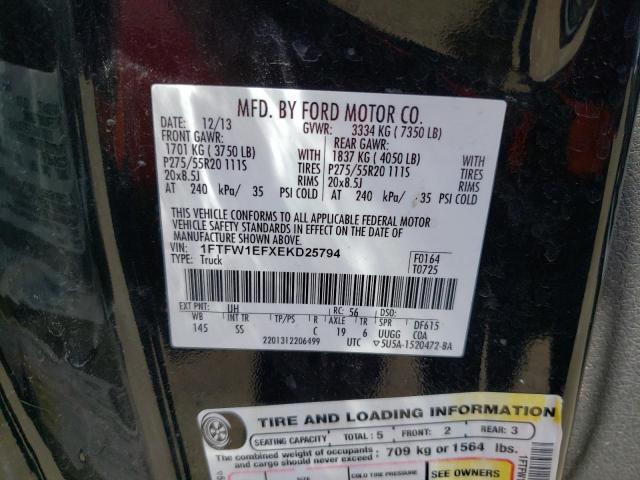 MFD. BY FORD MOTOR CO.
DATE: 12/13 GVWR: 3334 KG ( 7350 LB)
FRONT GAWR: REAR GAWR:
1701 KG ( 3750 LB) WITH 1837 KG ( 4050 LB) WITH
P275/55R20 111S TIRES P275/55R20 111S TIRES
20x8.5J RIMS 20x8.5J RIMS
AT 240 kPa/ 35 PSI COLD AT 240 kPa/ 35 PSI COLD
THIS VEHICLE CONFORMS TO ALL APPLICABLE FEDERAL MOTOR
VEHICLE SAFETY STANDARDS IN EFFECT ON THE DATE OF
MANUFACTURE SHOWN ABOVE.
VIN: 1FTFW1EFXEKD25794 F0164
TYPE: Truck T0725
EXT PNT: UH RC: 56 DSO:
WB INT TR TP/PS R AXLE TR SPR DF615
145 SS C 19 6 UUGG CDA
2201312206499 UTC 5U5A-1520472-BA
TIRE AND LOADING INFORMATION
SEATING CAPACITY TOTAL: 5 FRONT: 2 REAR: 3
The combined weight of occupants and cargo should never exceed: 709 kg or 1564 lbs.
COLD TIRE PRESSURE SEE OWNERS